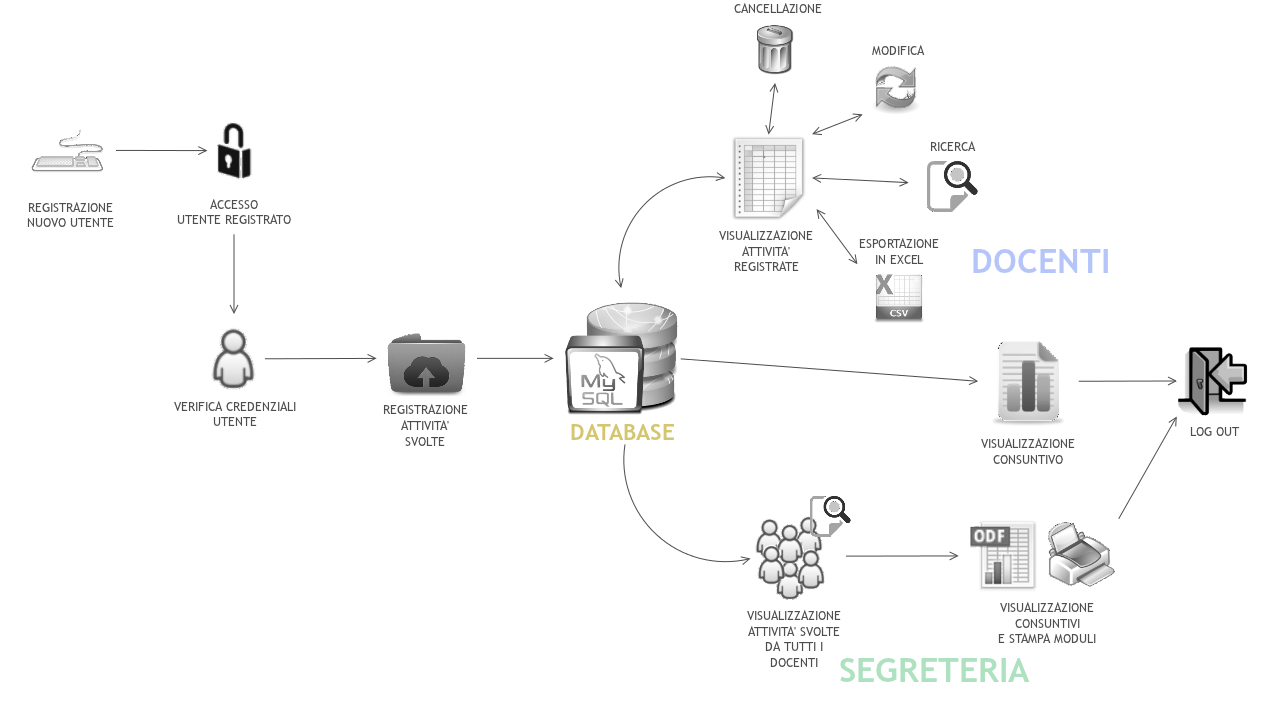 CANCELLAZIONE
MODIFICA
RICERCA
REGISTRAZIONE
NUOVO UTENTE
ACCESSO
UTENTE REGISTRATO
VISUALIZZAZIONE
ATTIVITA'
REGISTRATE
ESPORTAZIONE
IN EXCEL
X
CSV
DOCENTI
VERIFICA CREDENZIALI
UTENTE
REGISTRAZIONE
ATTIVITA'
SVOLTE
My
SQL
DATABASE
VISUALIZZAZIONE
CONSUNTIVO
LOG OUT
VISUALIZZAZIONE
ATTIVITA' SVOLTE
DA TUTTI I
DOCENTI
ODF
VISUALIZZAZIONE
CONSUNTIVI
E STAMPA MODULI
SEGRETERIA